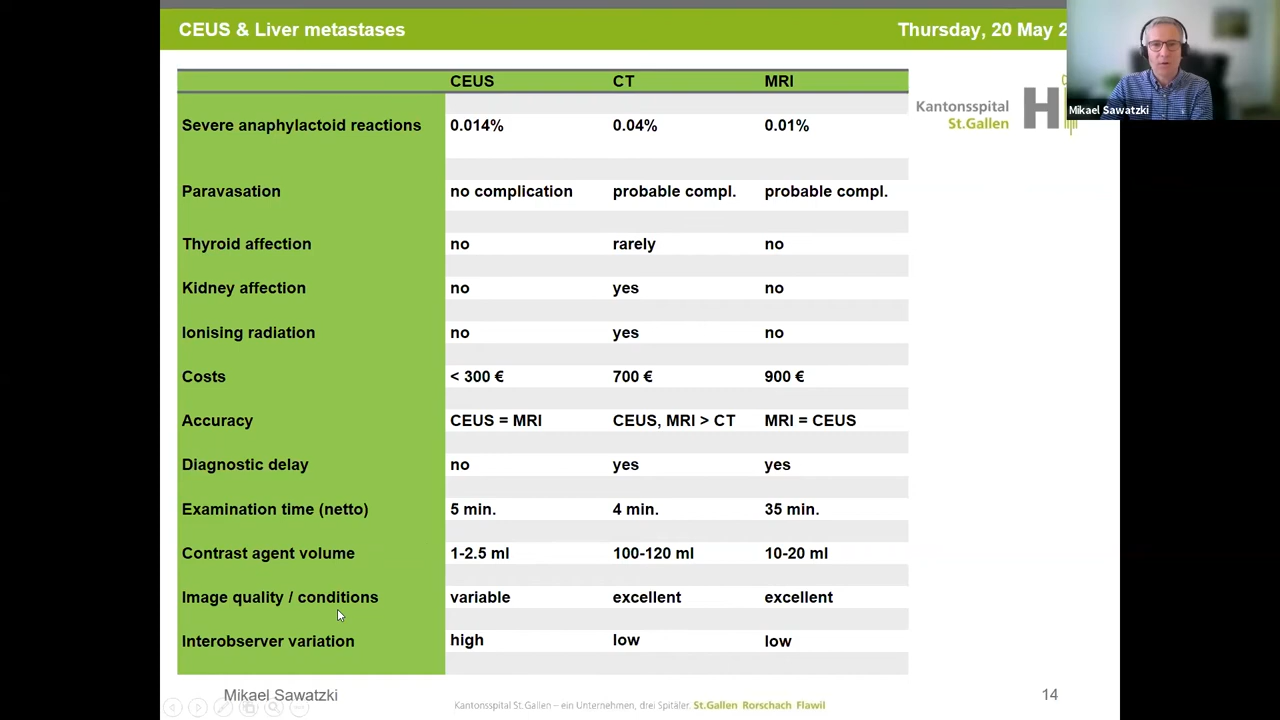 CEUS & Liver metastases
Thursday, 20 May 2
Mikael Sawatzki
Kantonsspital
St.Gallen
CEUS CT MRI
Severe anaphylactoid reactions 0.014% 0.04% 0.01%
Paravasation no complication probable compl. probable compl.
Thyroid affection no rarely no
Kidney affection no yes no
Ionising radiation no yes no
Costs < 300 € 700 € 900 €
Accuracy CEUS = MRI CEUS, MRI > CT MRI = CEUS
Diagnostic delay no yes yes
Examination time (netto) 5 min. 4 min. 35 min.
Contrast agent volume 1-2.5 ml 100-120 ml 10-20 ml
Image quality / conditions variable excellent excellent
Interobserver variation high low low
Mikael Sawatzki
Kantonsspital St.Gallen – ein Unternehmen, drei Spitäler. St.Gallen Rorschach Flawil
14